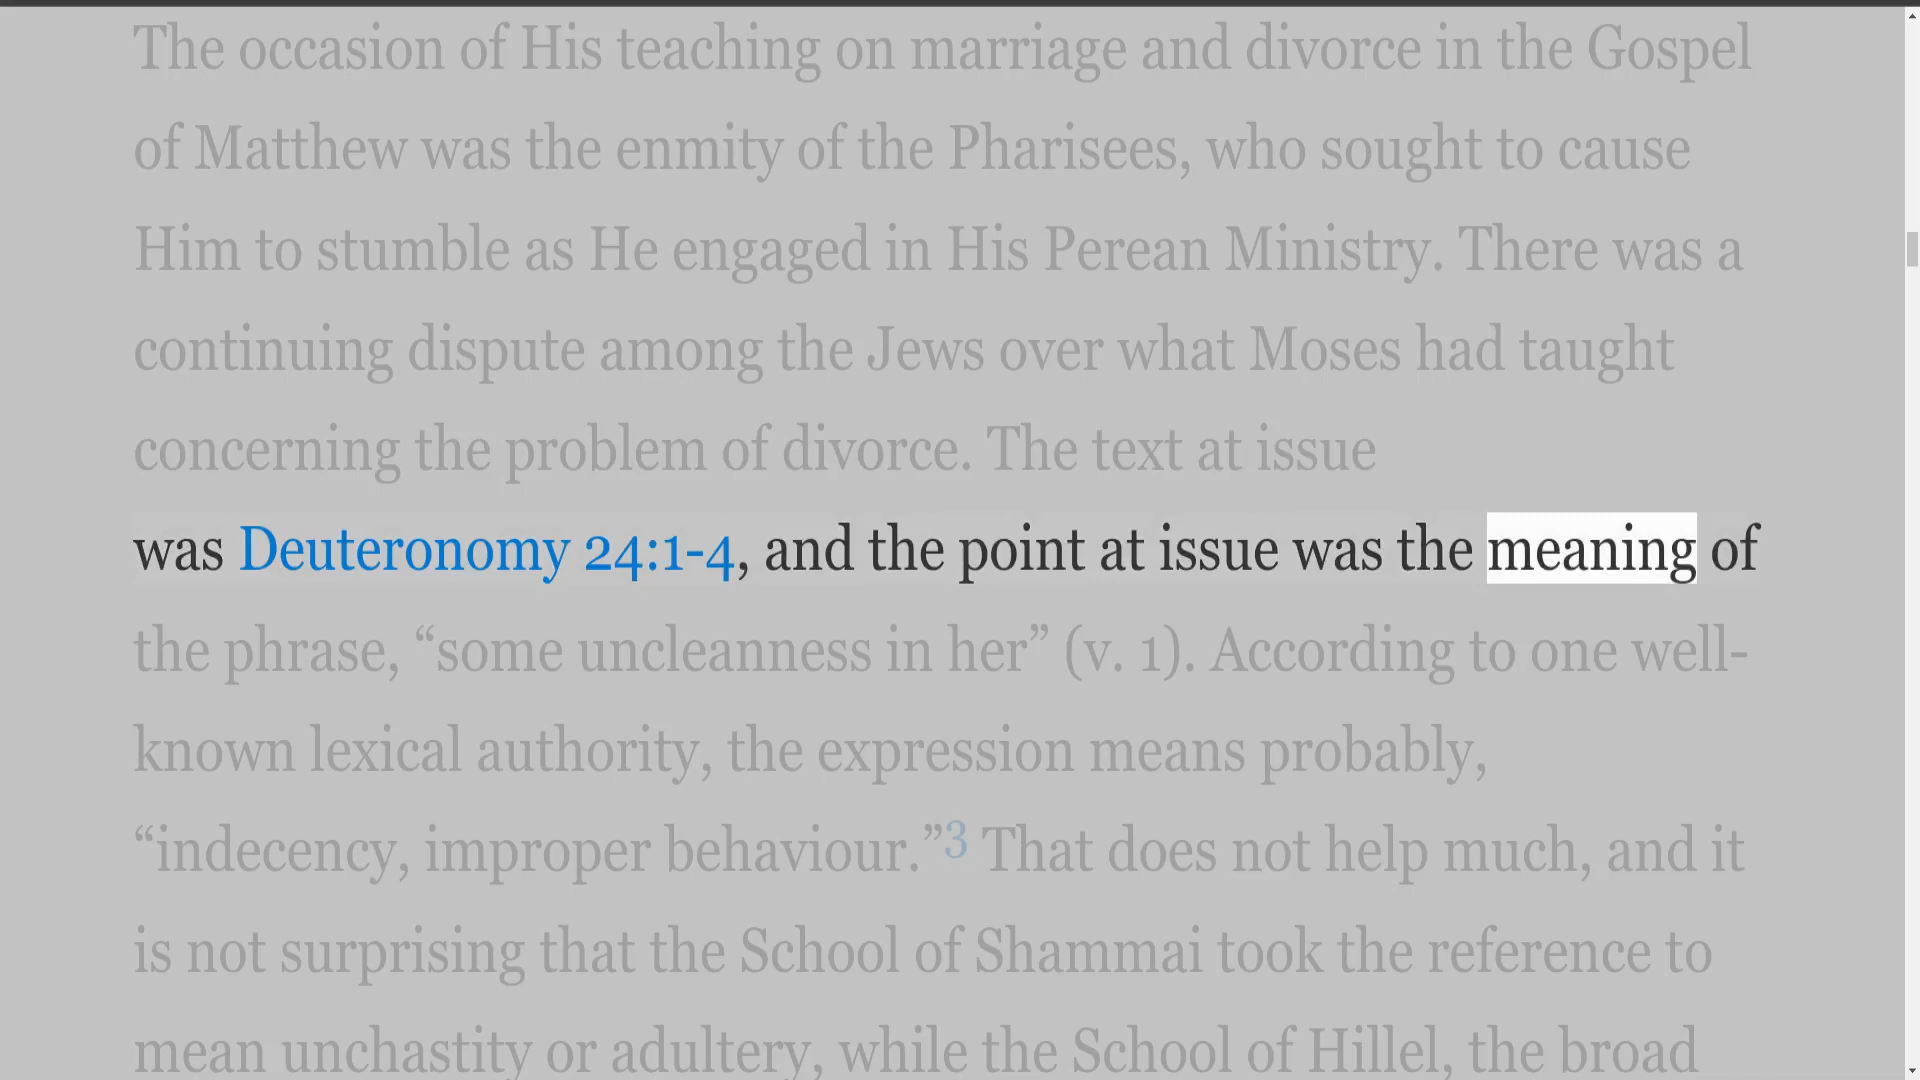 The occasion of His teaching on marriage and divorce in the Gospel
of Matthew was the enmity of the Pharisees, who sought to cause
Him to stumble as He engaged in His Perean Ministry. There was a
continuing dispute among the Jews over what Moses had taught
concerning the problem of divorce. The text at issue
was Deuteronomy 24:1-4, and the point at issue was the meaning of
the phrase, “some uncleanness in her” (v. 1). According to one well-
known lexical authority, the expression means probably,
“indecency, improper behaviour.”3 That does not help much, and it
is not surprising that the School of Shammai took the reference to
mean unchastity or adultery, while the School of Hillel, the broad